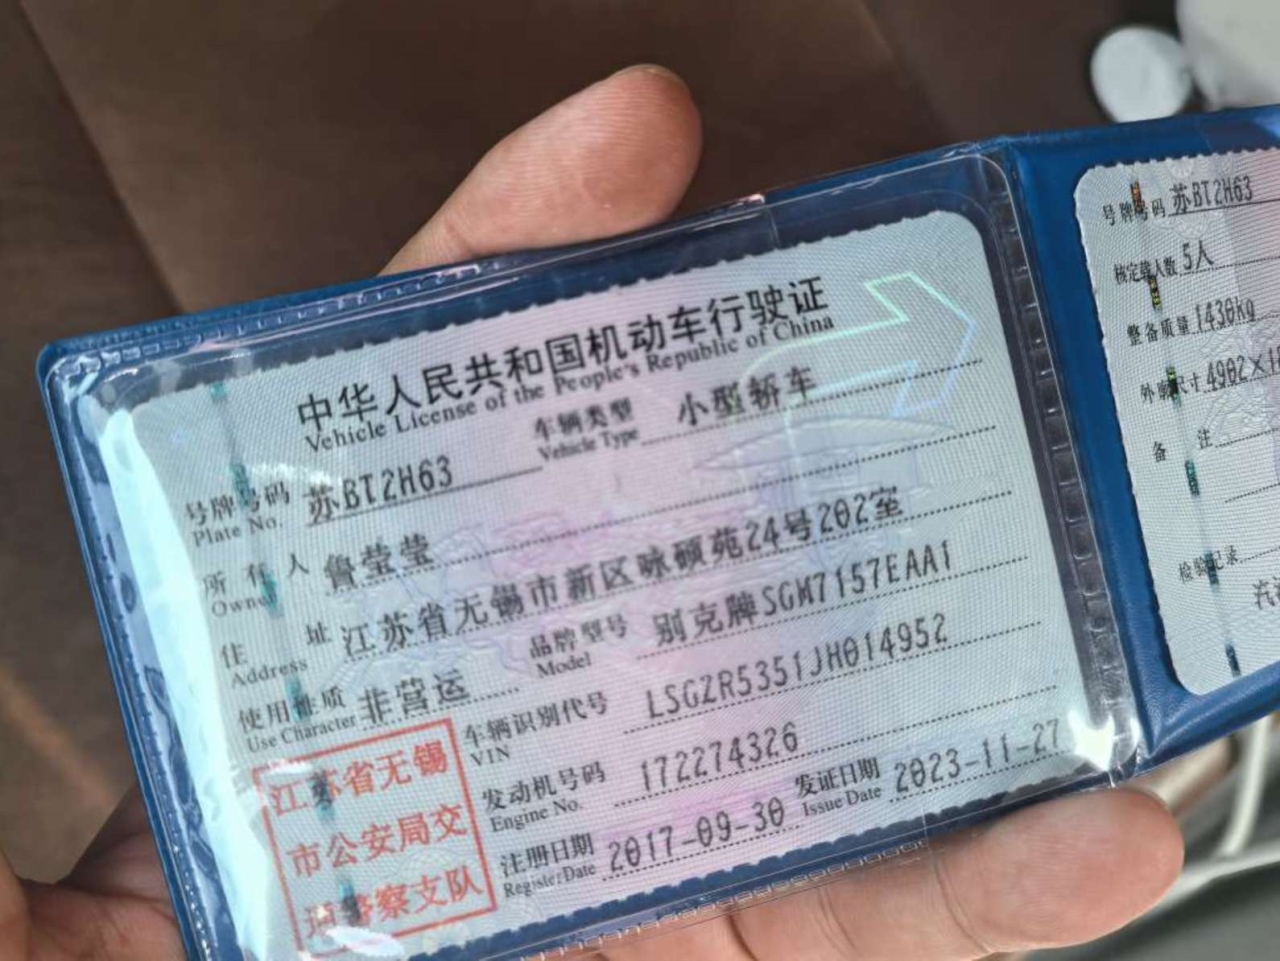 中华人民共和国机动车行驶证
Vehicle License of the People's Republic of China
号牌号码 苏BT2H63 车辆类型 小型轿车
Plate No. Vehicle Type
所有人 鲁莹莹
Owner
住址 江苏省无锡市新区咏硕苑24号202室
Address
使用性质 非营运 品牌型号 别克牌SGM7157EAA1
Use Character Model
车辆识别代号 LSGZR5351JH014952
VIN
发动机号码 172274326
Engine No.
注册日期 2017-09-30 发证日期 2023-11-27
Register Date Issue Date
江苏省无锡
市公安局交
通警察支队
号牌号码 苏BT2H63
核定载人数 5人
整备质量 1430kg
外廓尺寸 4902×1
备注
检验记录